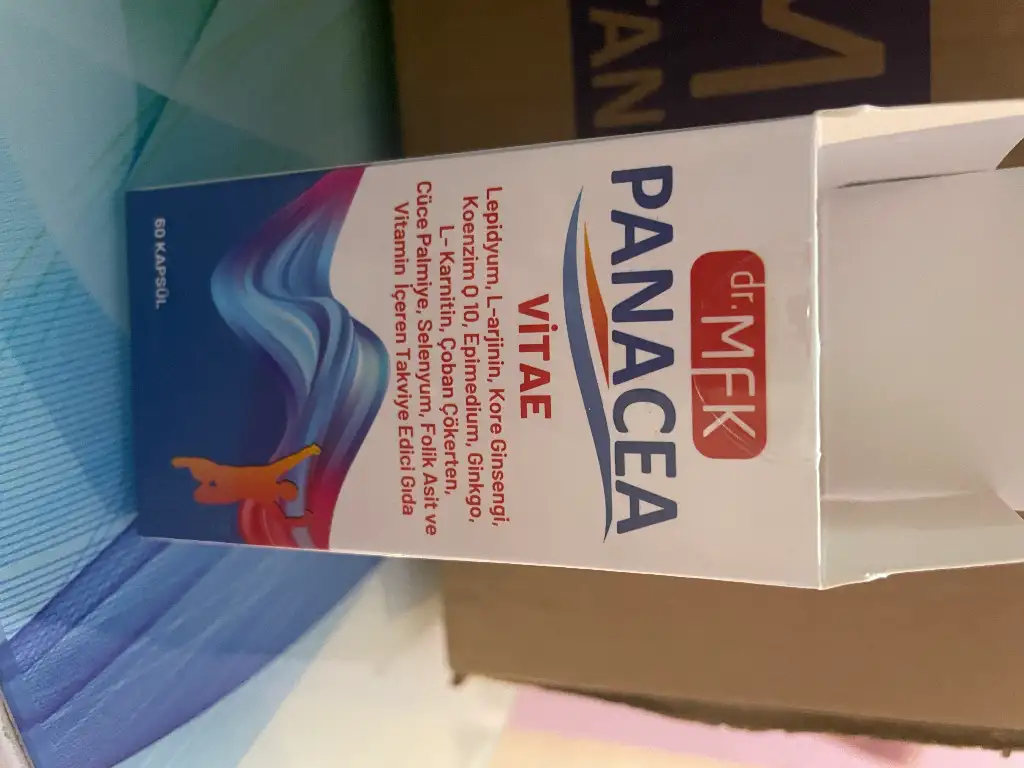 dr. MFK
PANACEA
VİTAE
Lepidyum, L-arjinin, Kore Ginsengi,
Koenzim Q 10, Epimedium, Ginkgo,
L- Karnitin, Çoban Çökerten,
Cüce Palmiye, Selenyum, Folik Asit ve
Vitamin İçeren Takviye Edici Gıda
60 KAPSÜL